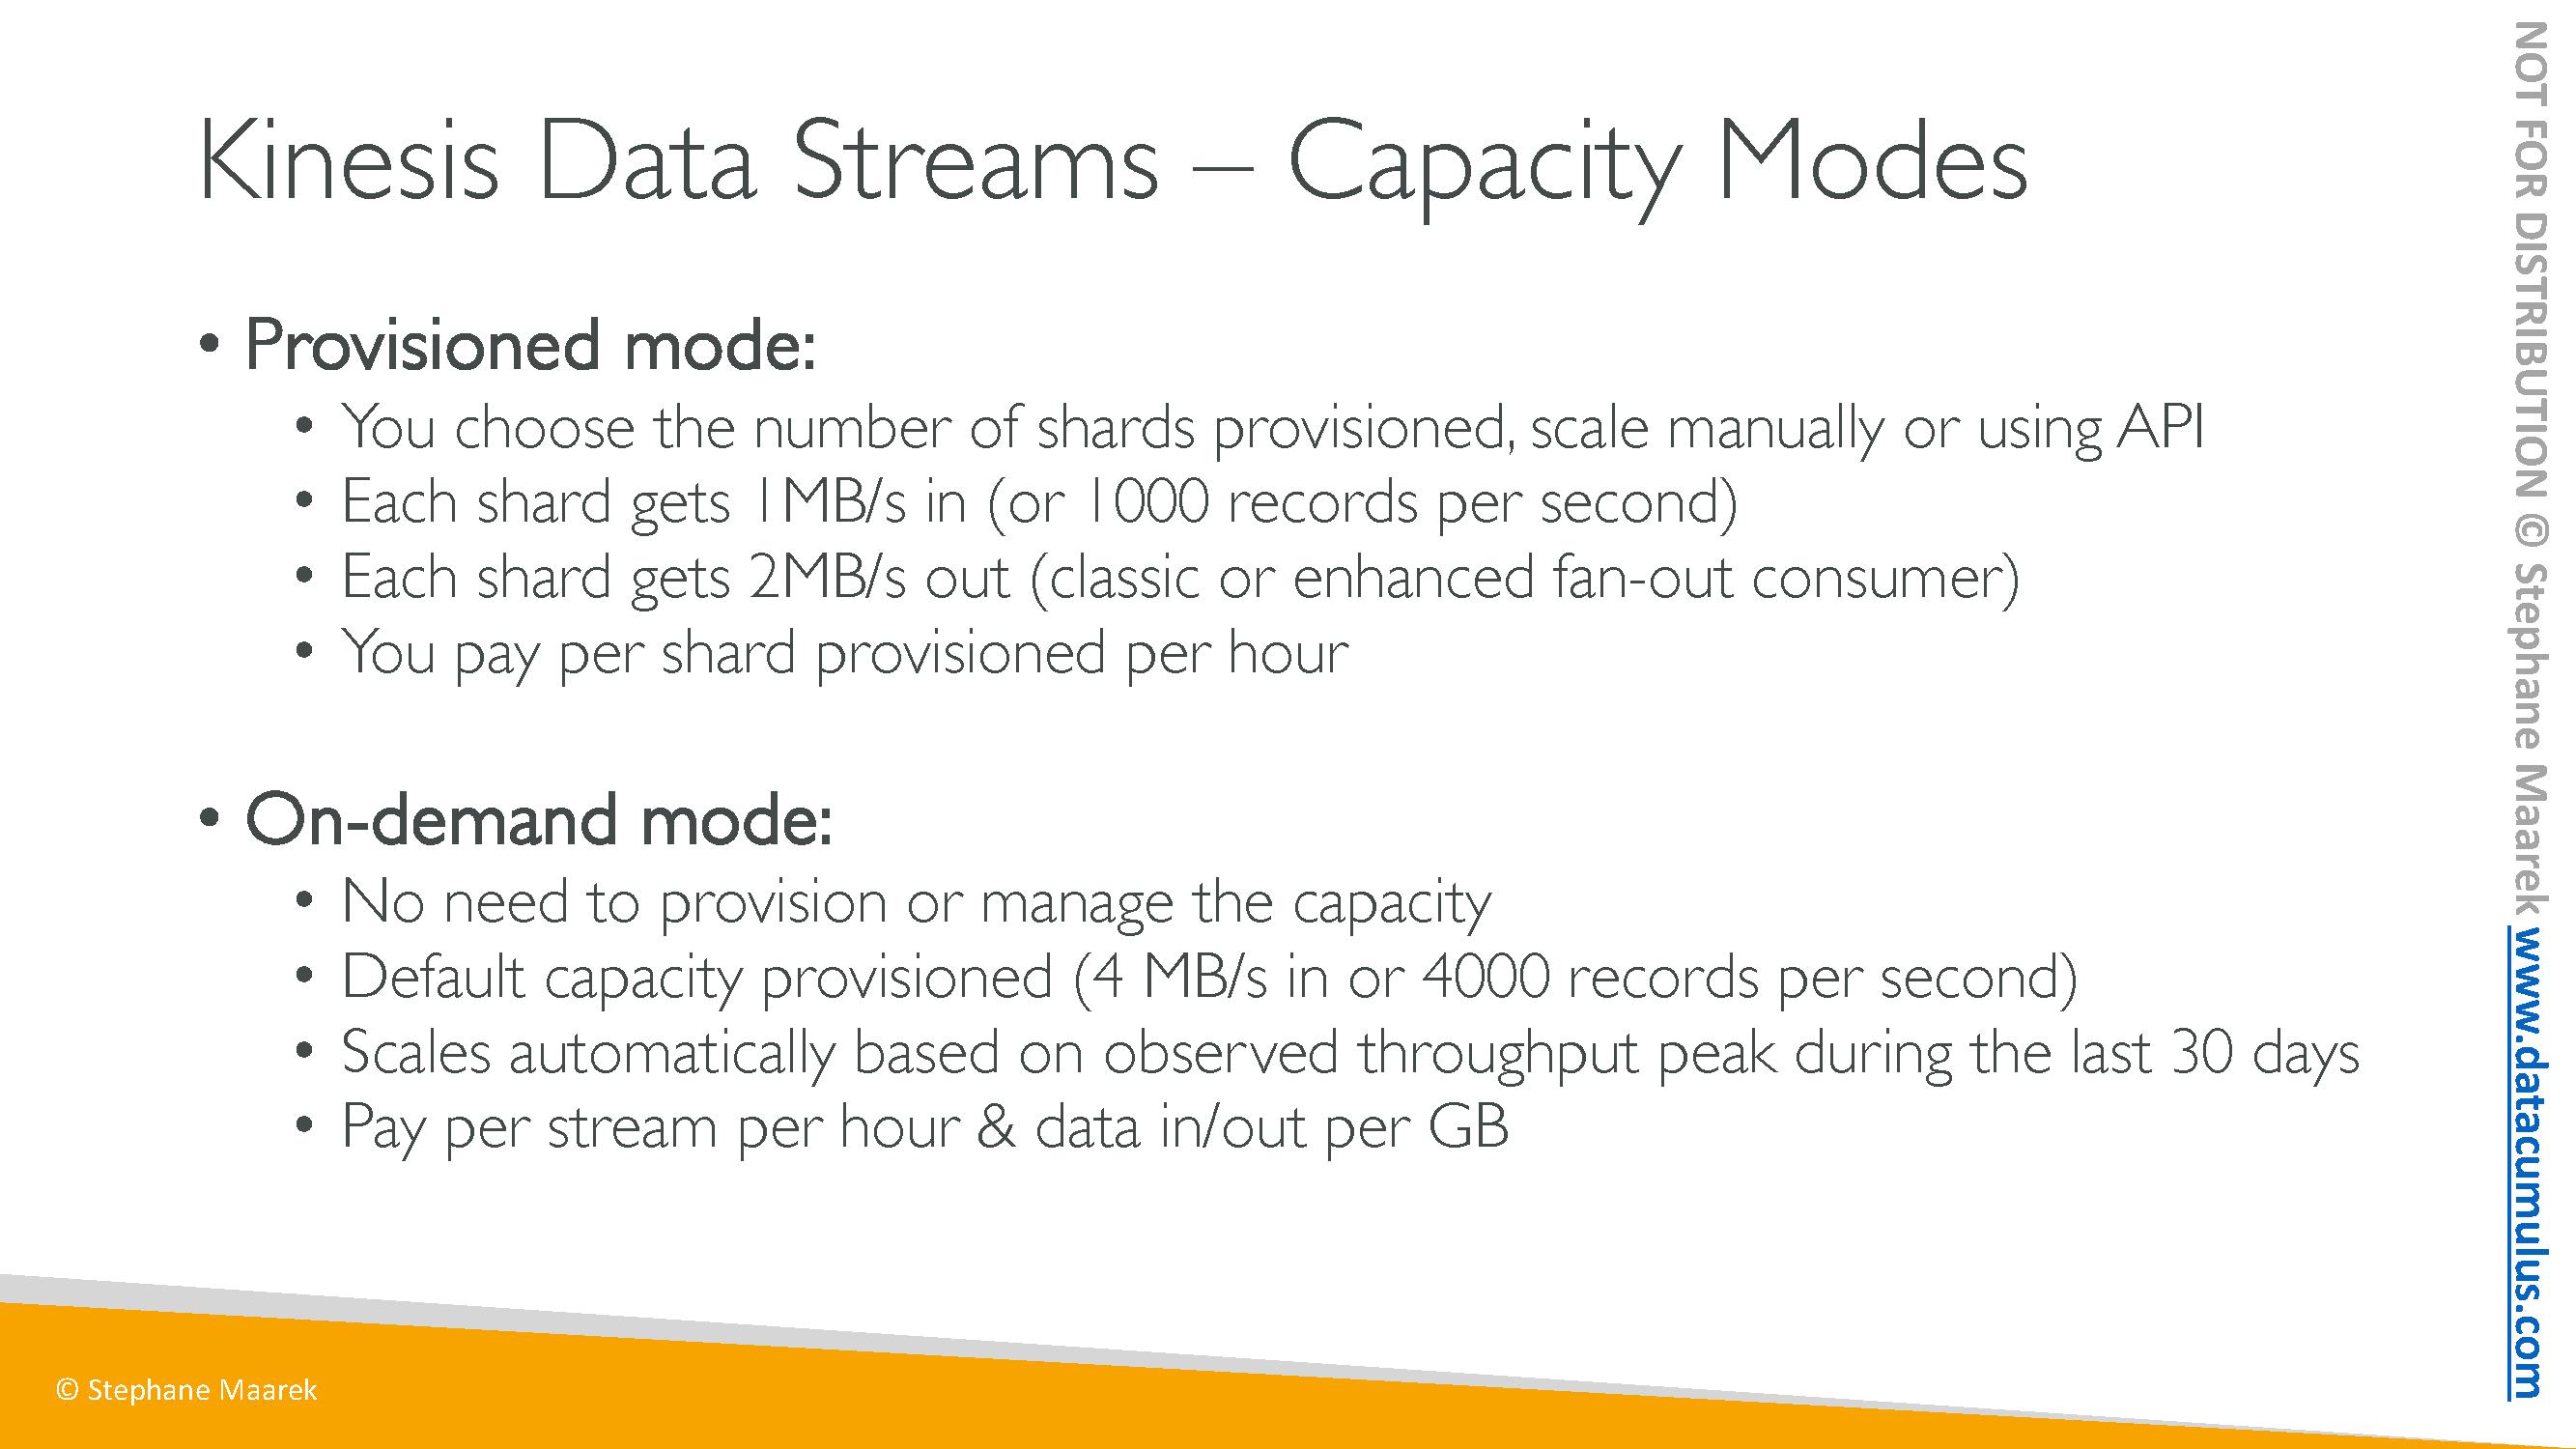 Kinesis Data Streams – Capacity Modes
• Provisioned mode:
• You choose the number of shards provisioned, scale manually or using API
• Each shard gets 1MB/s in (or 1000 records per second)
• Each shard gets 2MB/s out (classic or enhanced fan-out consumer)
• You pay per shard provisioned per hour
• On-demand mode:
• No need to provision or manage the capacity
• Default capacity provisioned (4 MB/s in or 4000 records per second)
• Scales automatically based on observed throughput peak during the last 30 days
• Pay per stream per hour & data in/out per GB
© Stephane Maarek
NOT FOR DISTRIBUTION © Stephane Maarek www.datacumulus.com